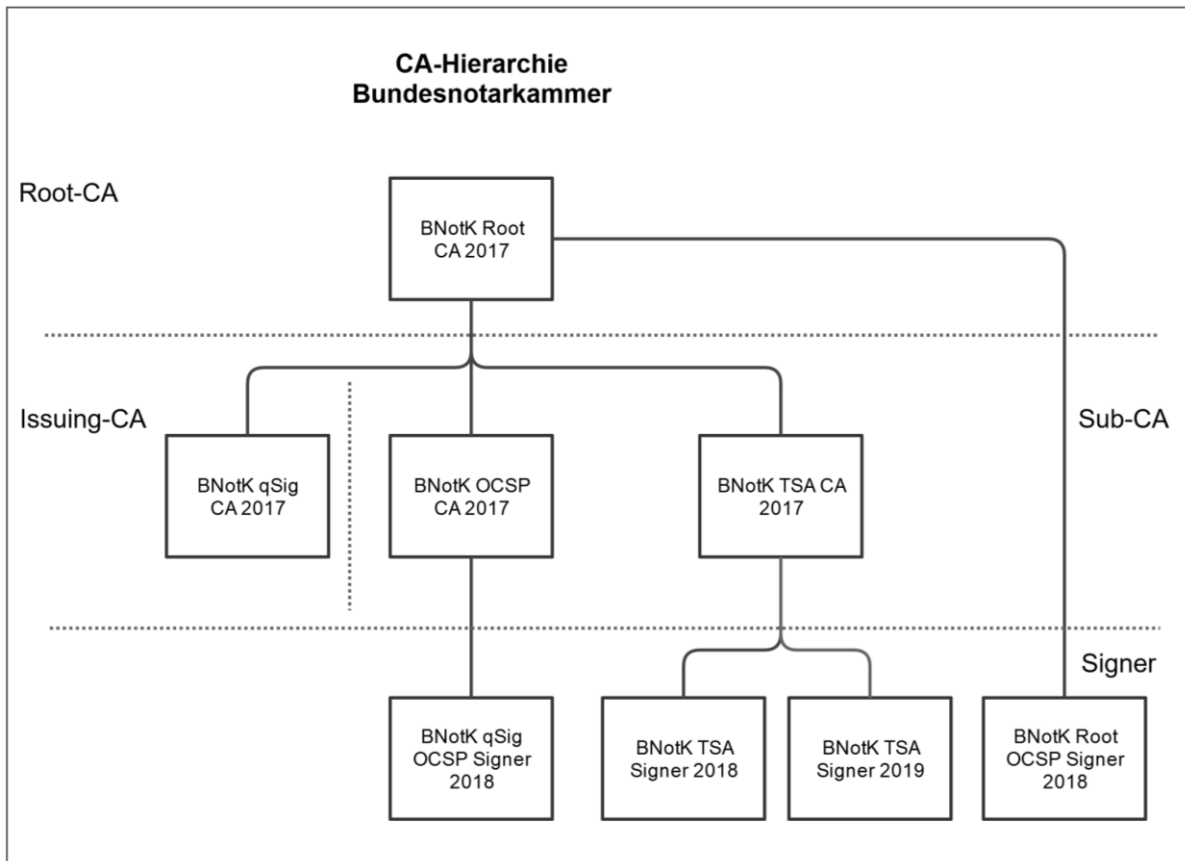 CA-Hierarchie
Bundesnotarkammer
Root-CA
BNotK Root
CA 2017
Issuing-CA
Sub-CA
BNotK qSig
CA 2017
BNotK OCSP
CA 2017
BNotK TSA CA
2017
Signer
BNotK qSig
OCSP Signer
2018
BNotK TSA
Signer 2018
BNotK TSA
Signer 2019
BNotK Root
OCSP Signer
2018